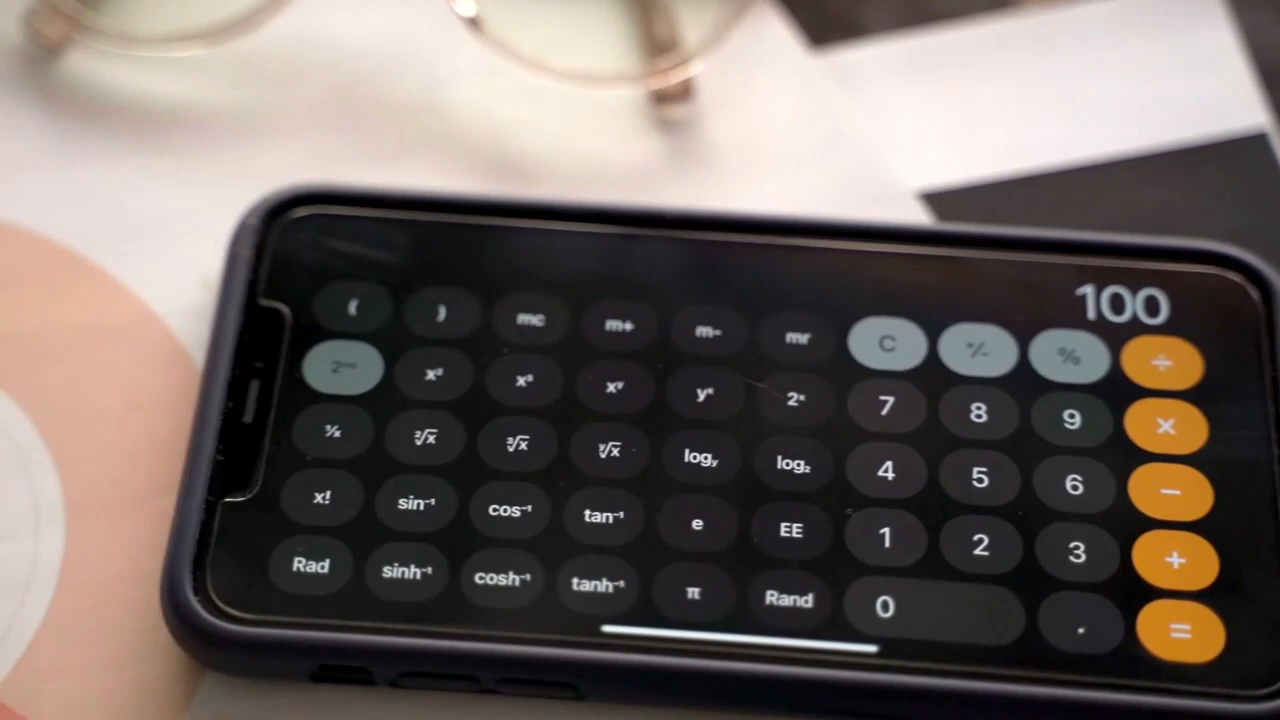 100
( ) mc m+ m- mr C ⁺/₋ % ÷
2ⁿᵈ x² x³ xʸ yˣ 2ˣ 7 8 9 ×
¹/ₓ ²√x ³√x ʸ√x logᵧ log₂ 4 5 6 −
x! sin⁻¹ cos⁻¹ tan⁻¹ e EE 1 2 3 +
Rad sinh⁻¹ cosh⁻¹ tanh⁻¹ π Rand 0 . =